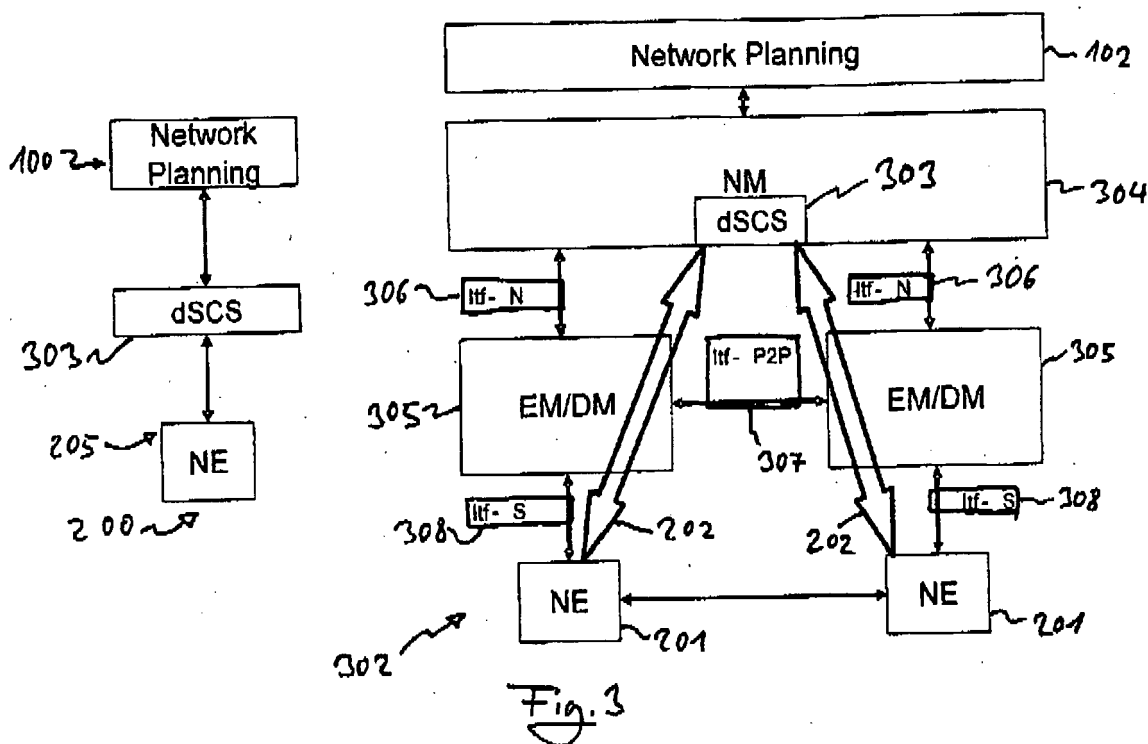 Network Planning
102
Network
Planning
1002
NM
303
dSCS
304
dSCS
303
306
Itf- N
Itf- N
306
305
EM/DM
Itf- P2P
EM/DM
305
307
205
NE
200
Itf- S
308
202
202
Itf- S
308
NE
201
NE
201
302
Fig. 3